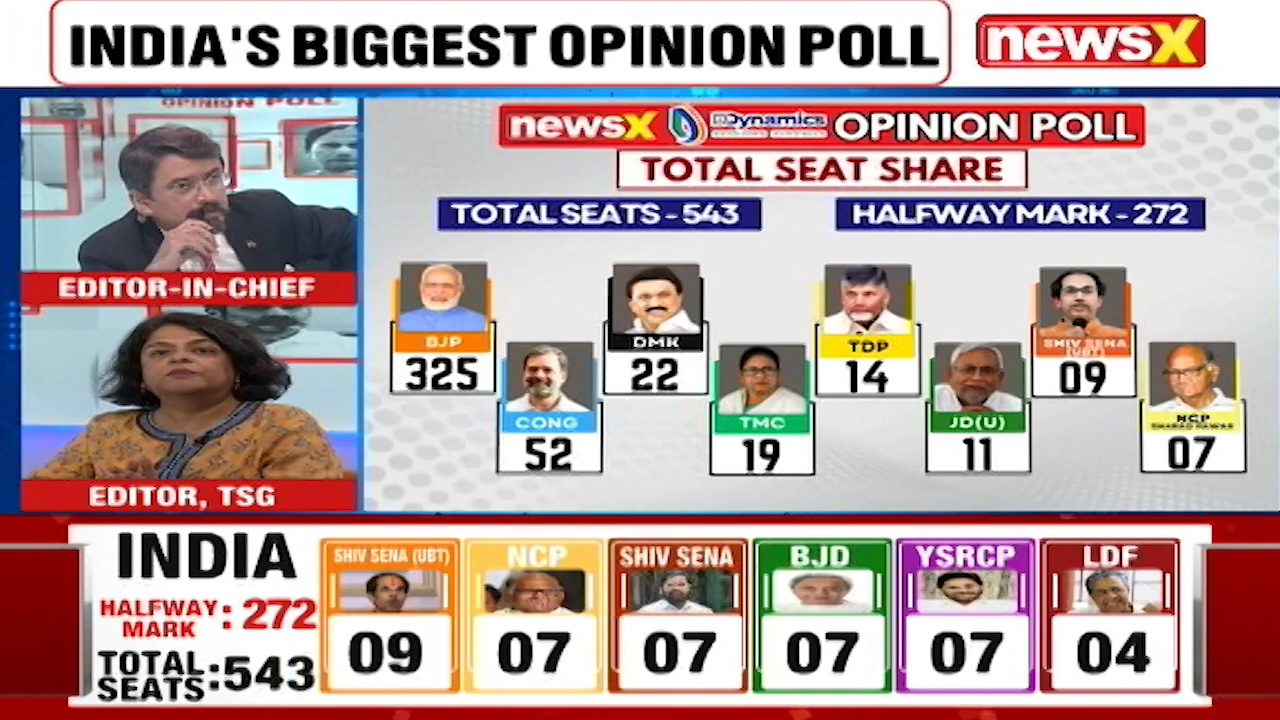 INDIA'S BIGGEST OPINION POLL
newsX
OPINION POLL
EDITOR-IN-CHIEF
EDITOR, TSG
newsX Dynamics OPINION POLL
TOTAL SEAT SHARE
TOTAL SEATS - 543
HALFWAY MARK - 272
BJP
325
CONG
52
DMK
22
TMC
19
TDP
14
JD(U)
11
SHIV SENA
(UBT)
09
NCP
SHARAD PAWAR
07
INDIA
HALFWAY
MARK : 272
TOTAL
SEATS :543
SHIV SENA (UBT)
09
NCP
07
SHIV SENA
07
BJD
07
YSRCP
07
LDF
04